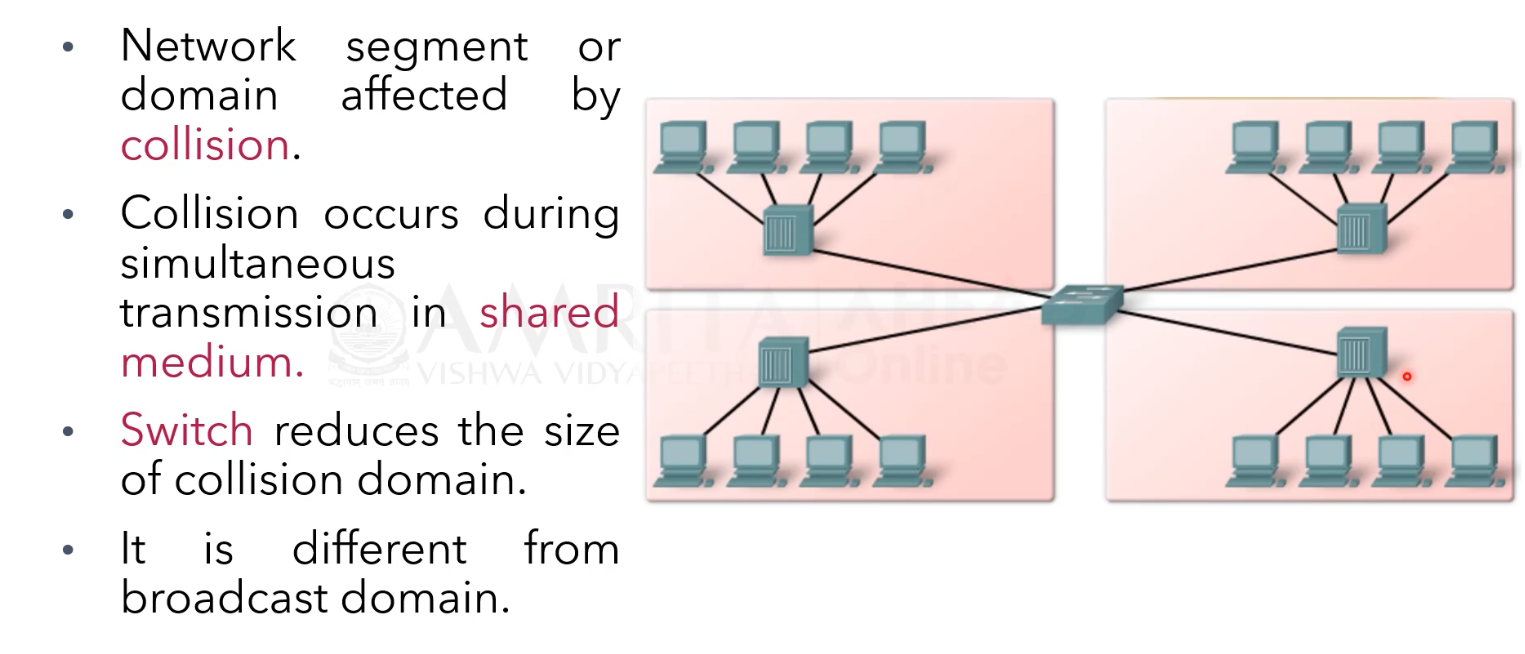 • Network segment or
domain affected by
collision.
• Collision occurs during
simultaneous
transmission in shared
medium.
• Switch reduces the size
of collision domain.
• It is different from
broadcast domain.
AMRITA AHEAD
VISHWA VIDYAPEETHAM Online